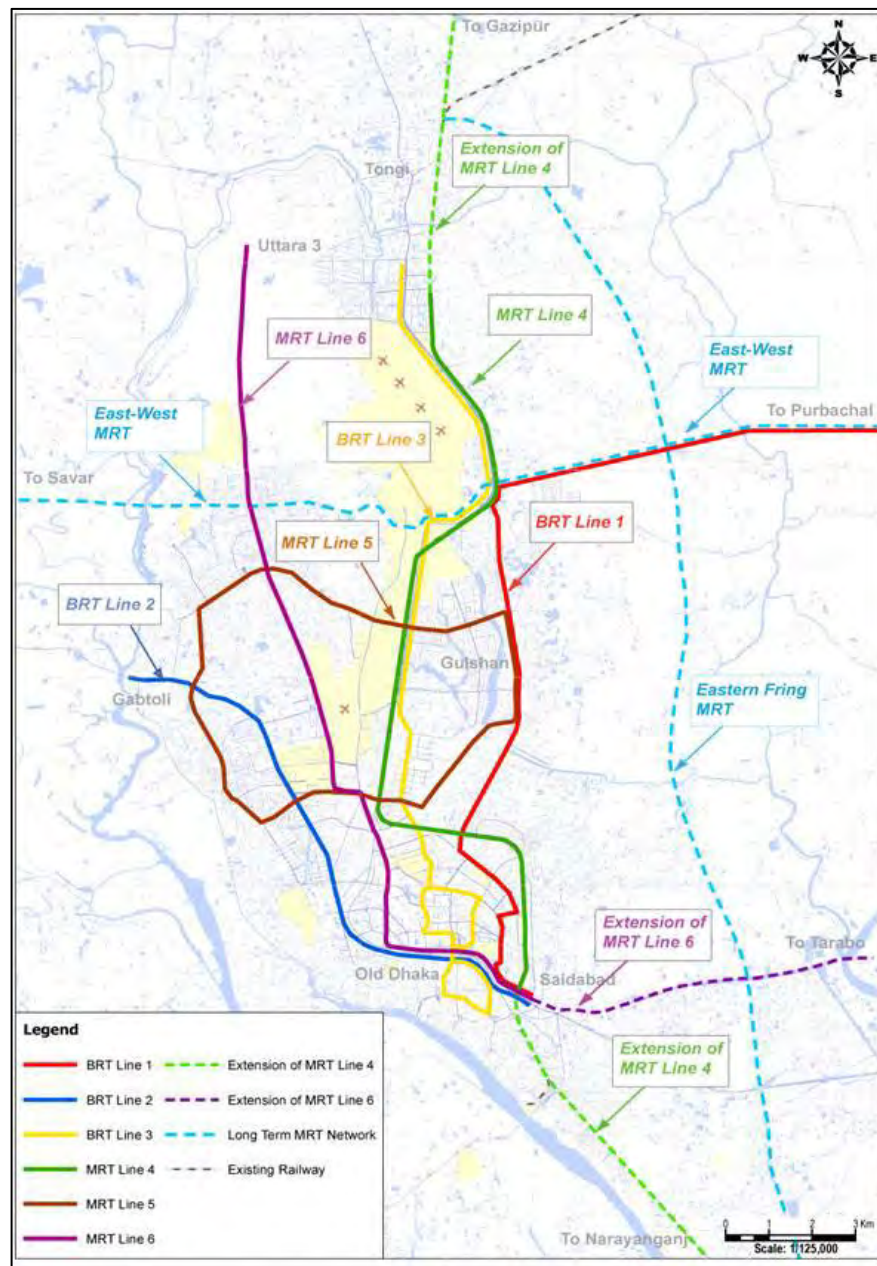 To Gazipur
N
W E
S
Extension of
MRT Line 4
Tongi
Uttara 3
MRT Line 6
MRT Line 4
East-West
MRT
East-West
MRT
To Purbachal
BRT Line 3
To Savar
BRT Line 1
MRT Line 5
BRT Line 2
Gulshan
Gabtoli
Eastern Fring
MRT
Extension of
MRT Line 6
To Tarabo
Old Dhaka
Saidabad
Extension of
MRT Line 4
Legend
BRT Line 1
Extension of MRT Line 4
BRT Line 2
Extension of MRT Line 6
BRT Line 3
Long Term MRT Network
MRT Line 4
Existing Railway
MRT Line 5
MRT Line 6
To Narayanganj
0 1 2 3 Km
Scale: 1/125,000